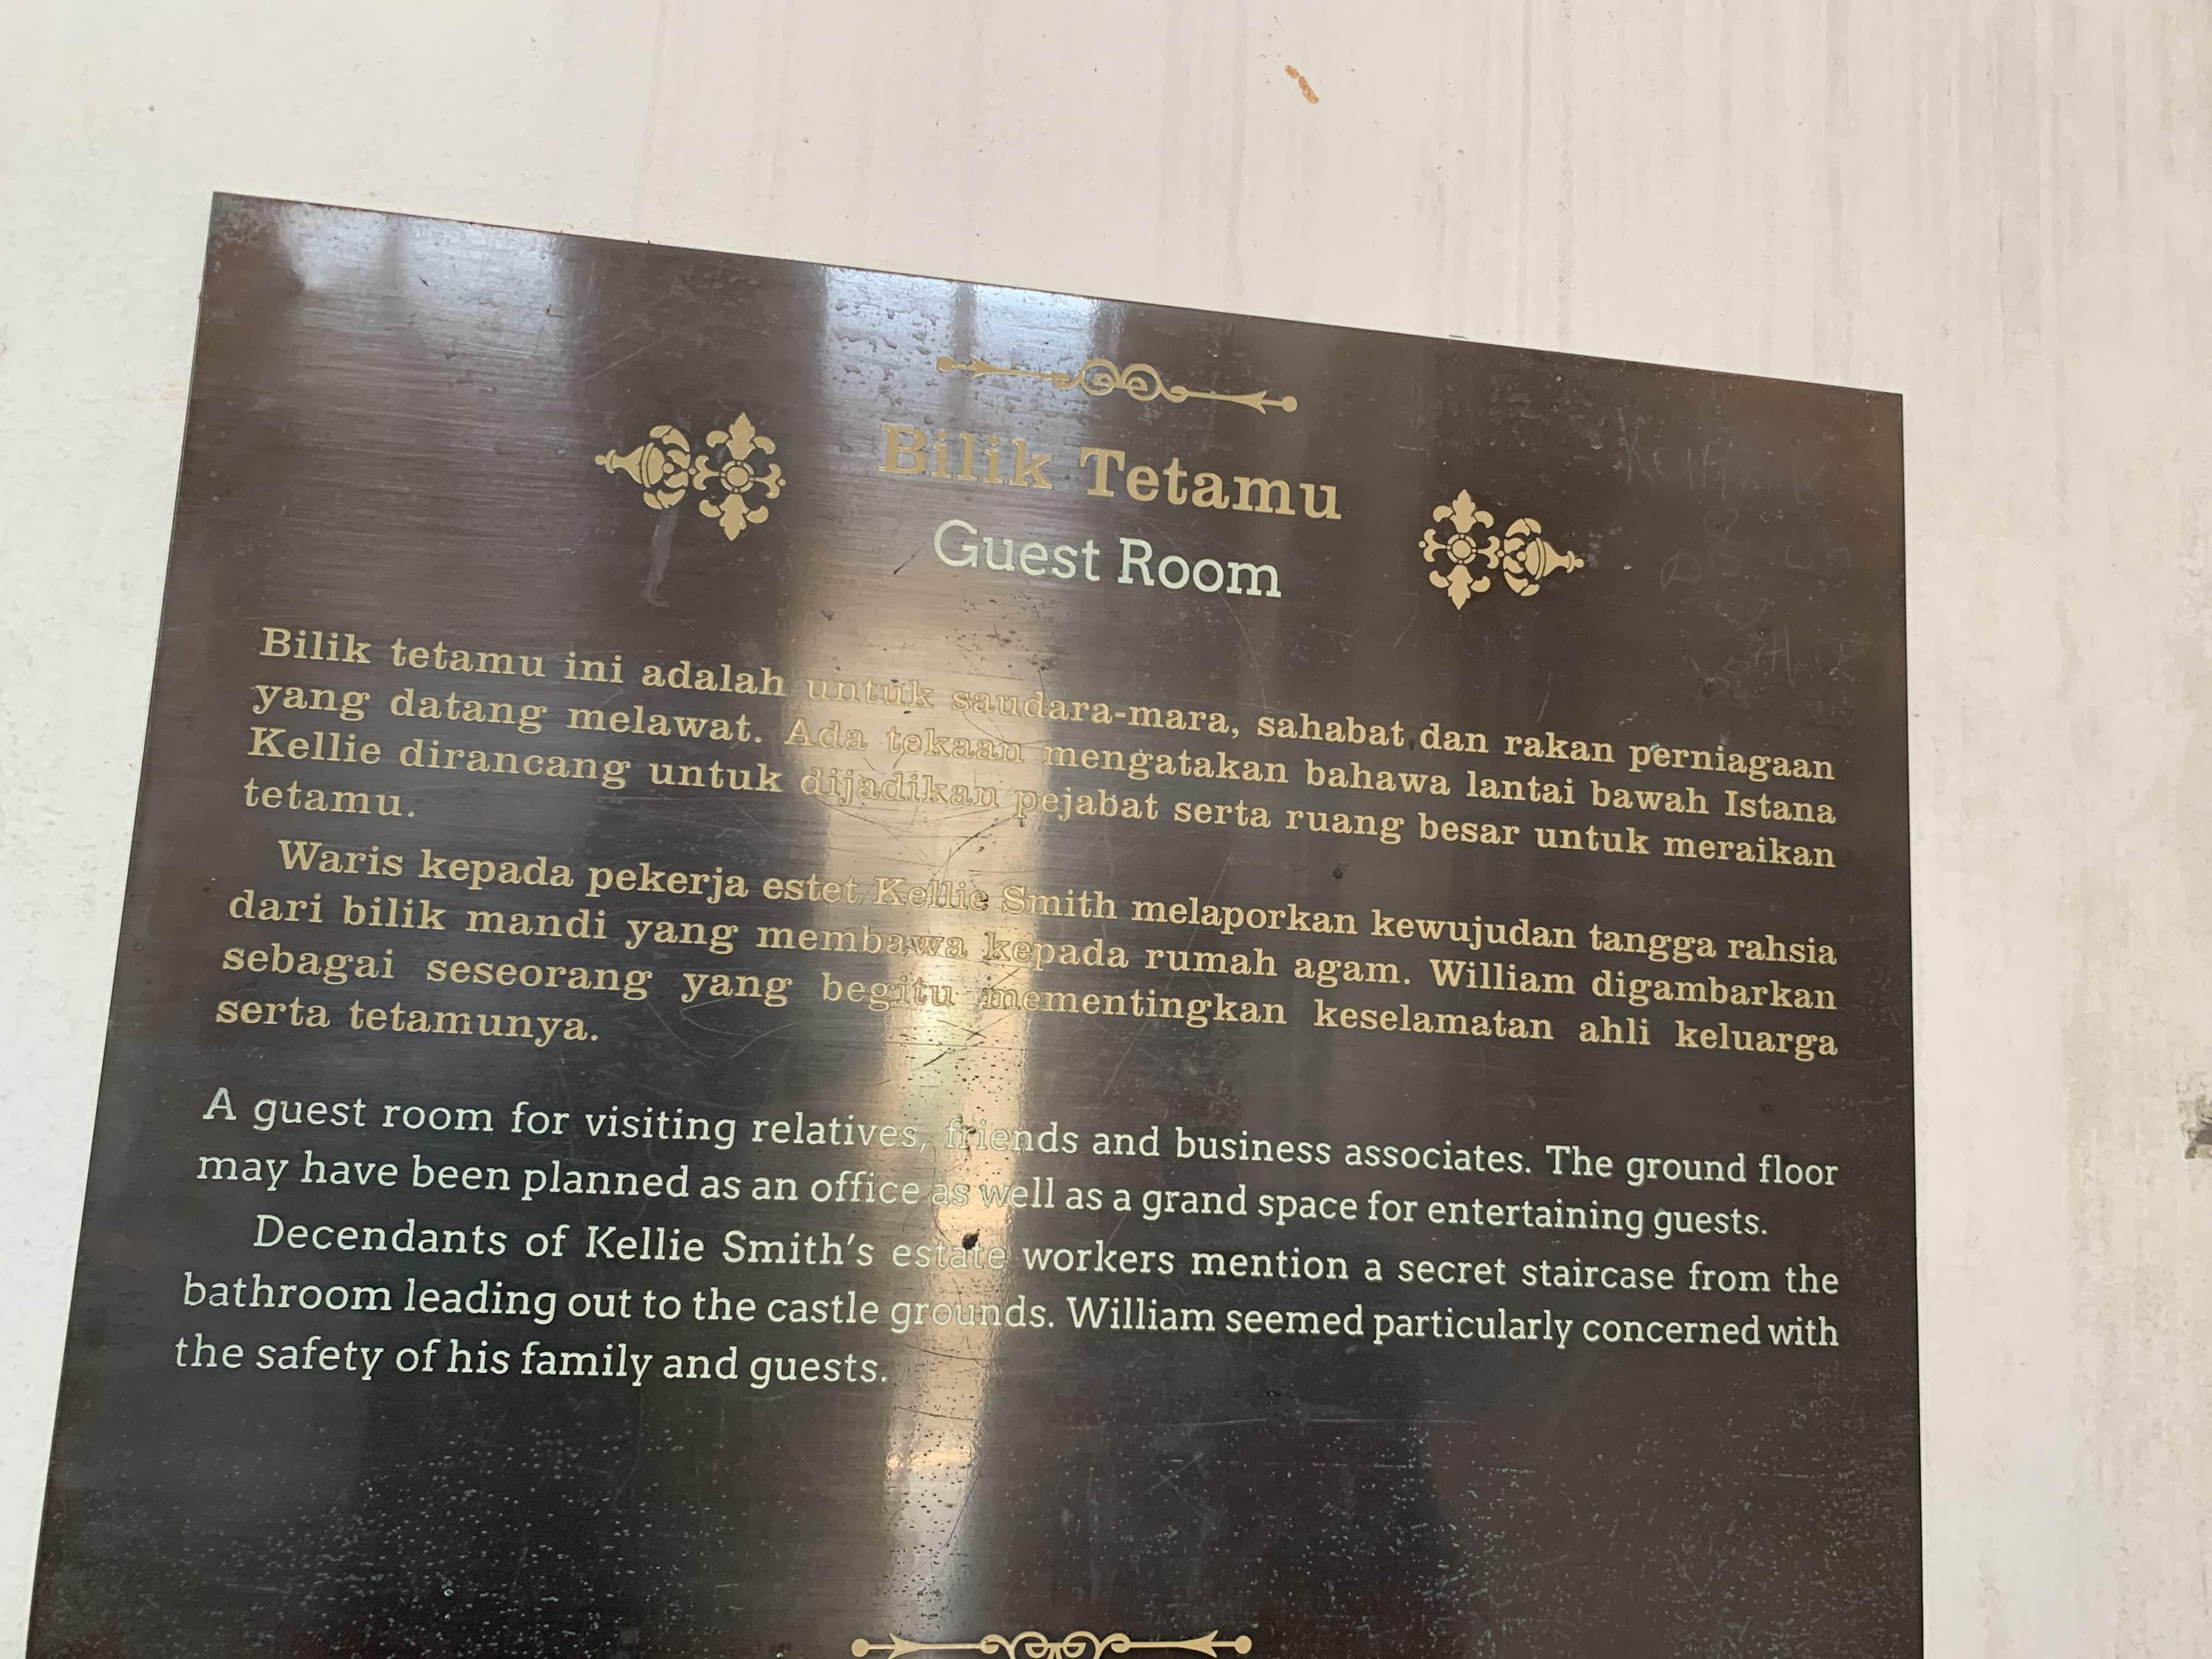 Bilik Tetamu
Guest Room
Bilik tetamu ini adalah untuk saudara-mara, sahabat dan rakan perniagaan
yang datang melawat. Ada tekaan mengatakan bahawa lantai bawah Istana
Kellie dirancang untuk dijadikan pejabat serta ruang besar untuk meraikan
tetamu.
Waris kepada pekerja estet Kellie Smith melaporkan kewujudan tangga rahsia
dari bilik mandi yang membawa kepada rumah agam. William digambarkan
sebagai seseorang yang begitu mementingkan keselamatan ahli keluarga
serta tetamunya.
A guest room for visiting relatives, friends and business associates. The ground floor
may have been planned as an office as well as a grand space for entertaining guests.
Decendants of Kellie Smith's estate workers mention a secret staircase from the
bathroom leading out to the castle grounds. William seemed particularly concerned with
the safety of his family and guests.